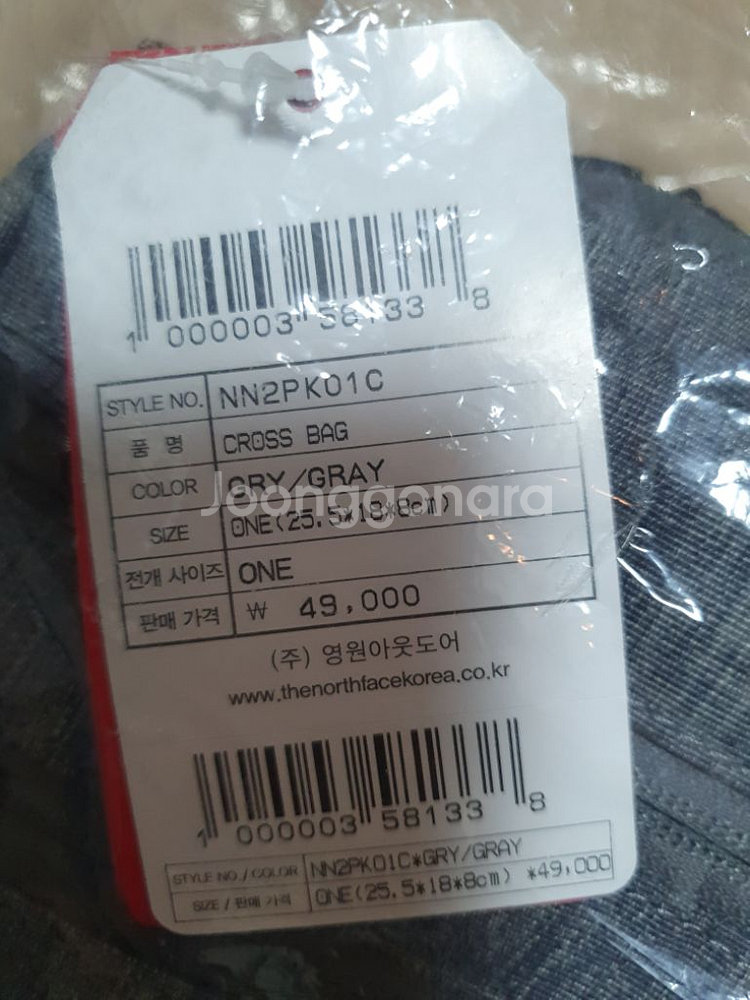 1 000003 58133 8
STYLE NO. NN2PK01C
품 명 CROSS BAG
COLOR GRY/GRAY
Joonggonara
SIZE ONE(25.5*18*8cm)
전개 사이즈 ONE
판매 가격 ₩ 49,000
(주) 영원아웃도어
www.thenorthfacekorea.co.kr
1 000003 58133 8
STYLE NO./COLOR NN2PK01C*GRY/GRAY
SIZE / 판매 가격 ONE(25.5*18*8cm) *49,000